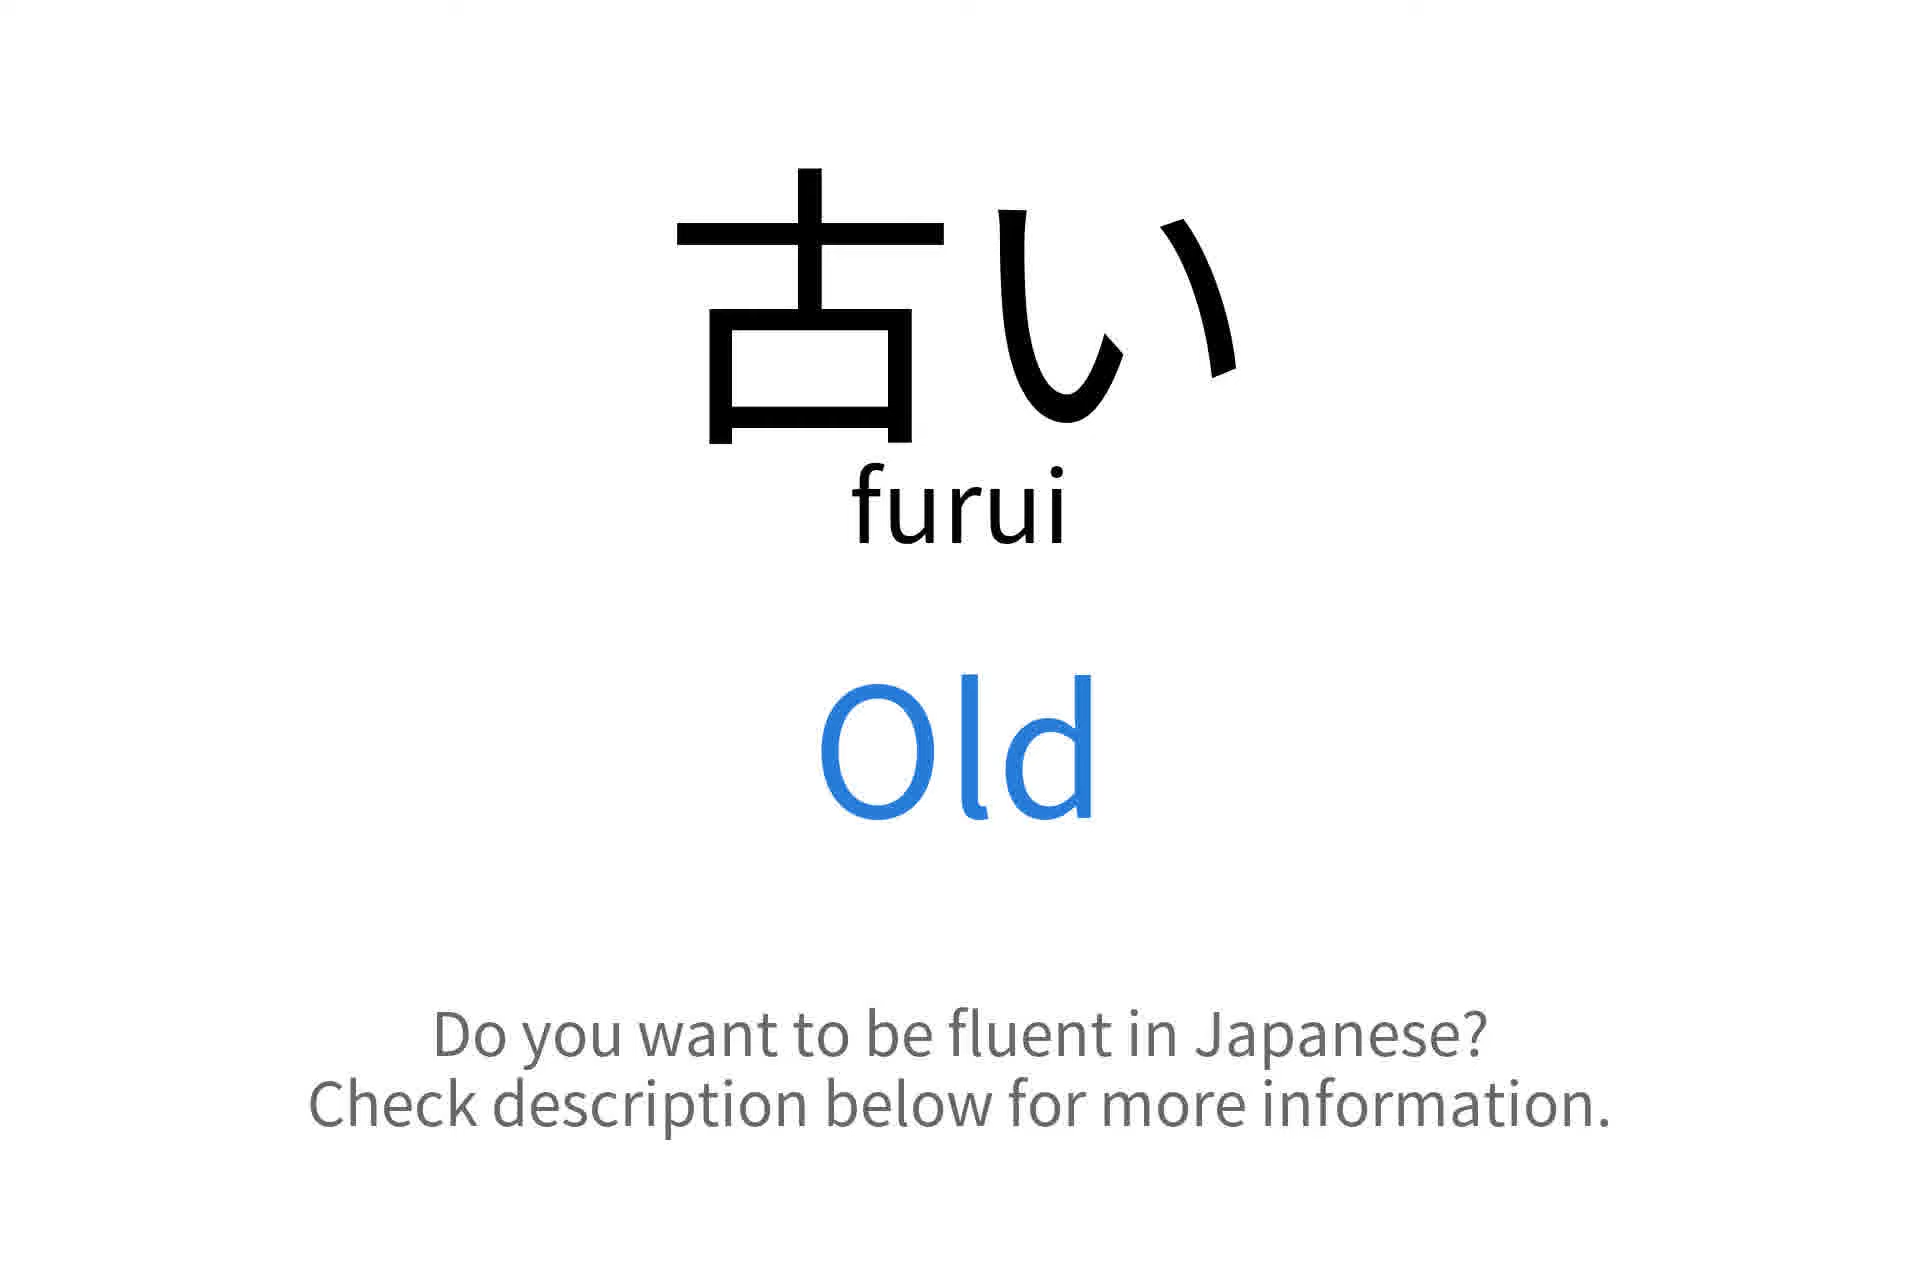 古い
furui
Old
Do you want to be fluent in Japanese?
Check description below for more information.